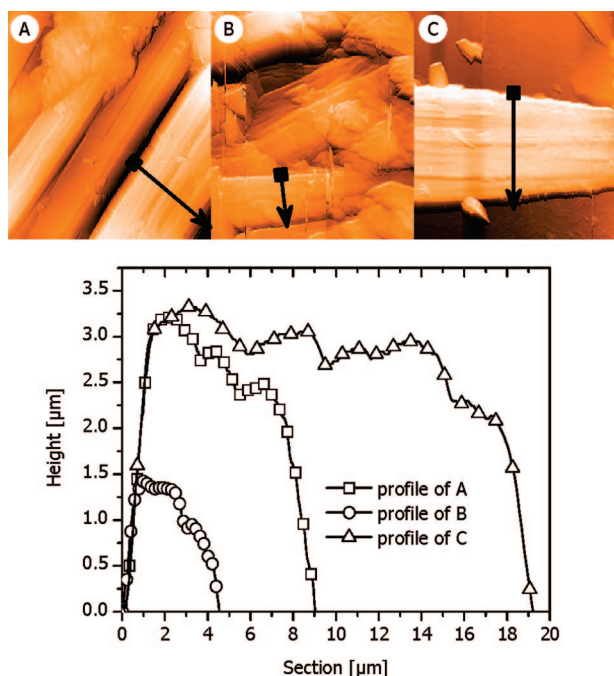 A B C
3.5
3.0
2.5
2.0
1.5
1.0
0.5
0.0
Height [µm]
profile of A
profile of B
profile of C
0 2 4 6 8 10 12 14 16 18 20
Section [µm]